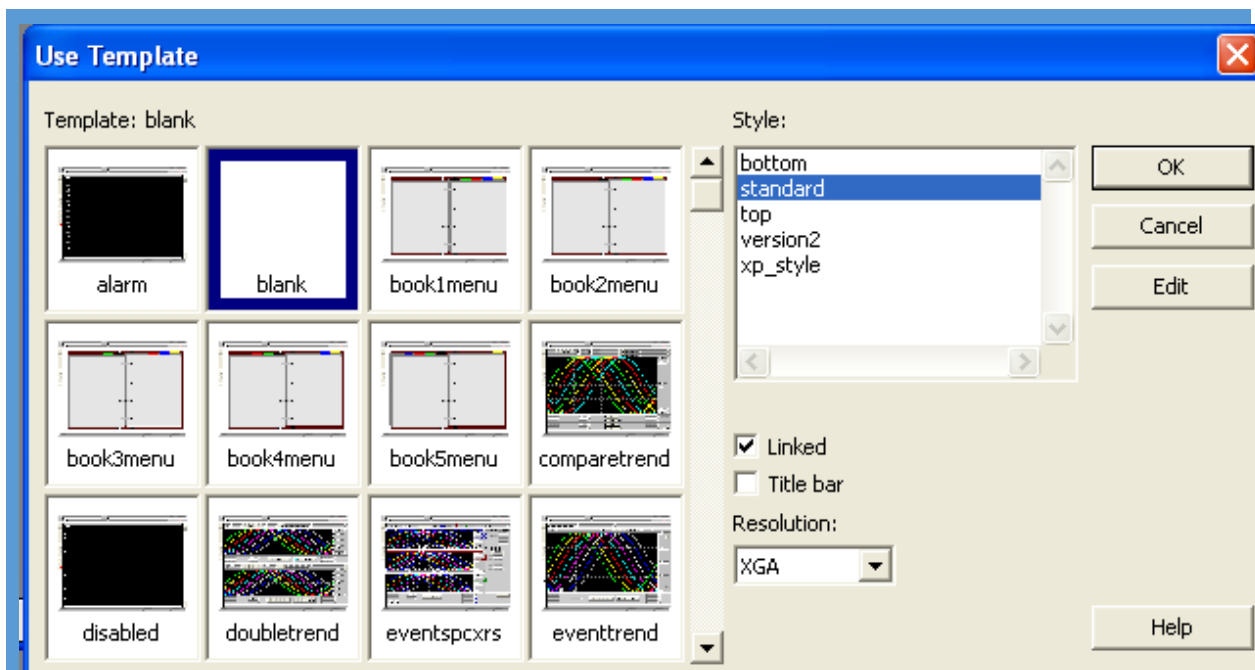 Use Template
Template: blank
alarm
blank
book1menu
book2menu
book3menu
book4menu
book5menu
comparetrend
disabled
doubletrend
eventspcxrs
eventtrend
Style:
bottom
standard
top
version2
xp_style
Linked
Title bar
Resolution:
XGA
OK
Cancel
Edit
Help